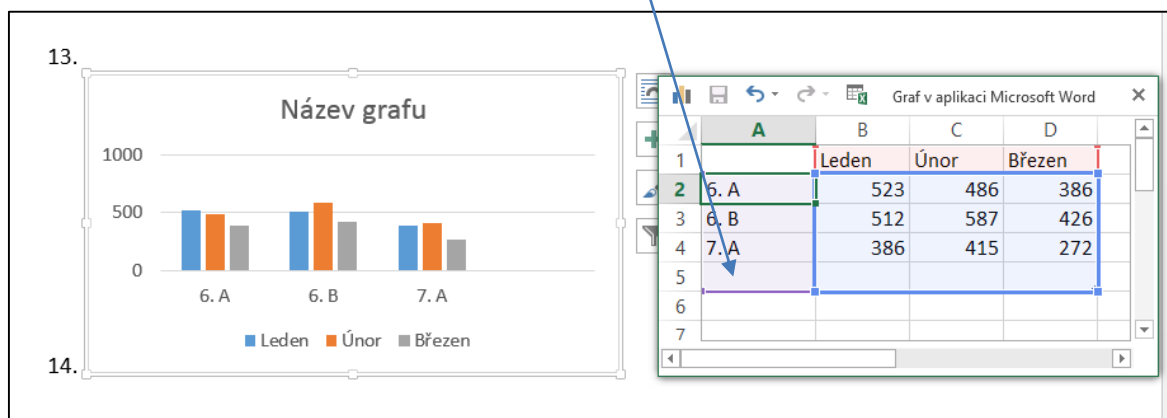 13.
Název grafu
1000
500
0
6. A 6. B 7. A
Leden Únor Březen
14.
Graf v aplikaci Microsoft Word
A B C D
1 Leden Únor Březen
2 6. A 523 486 386
3 6. B 512 587 426
4 7. A 386 415 272
5
6
7